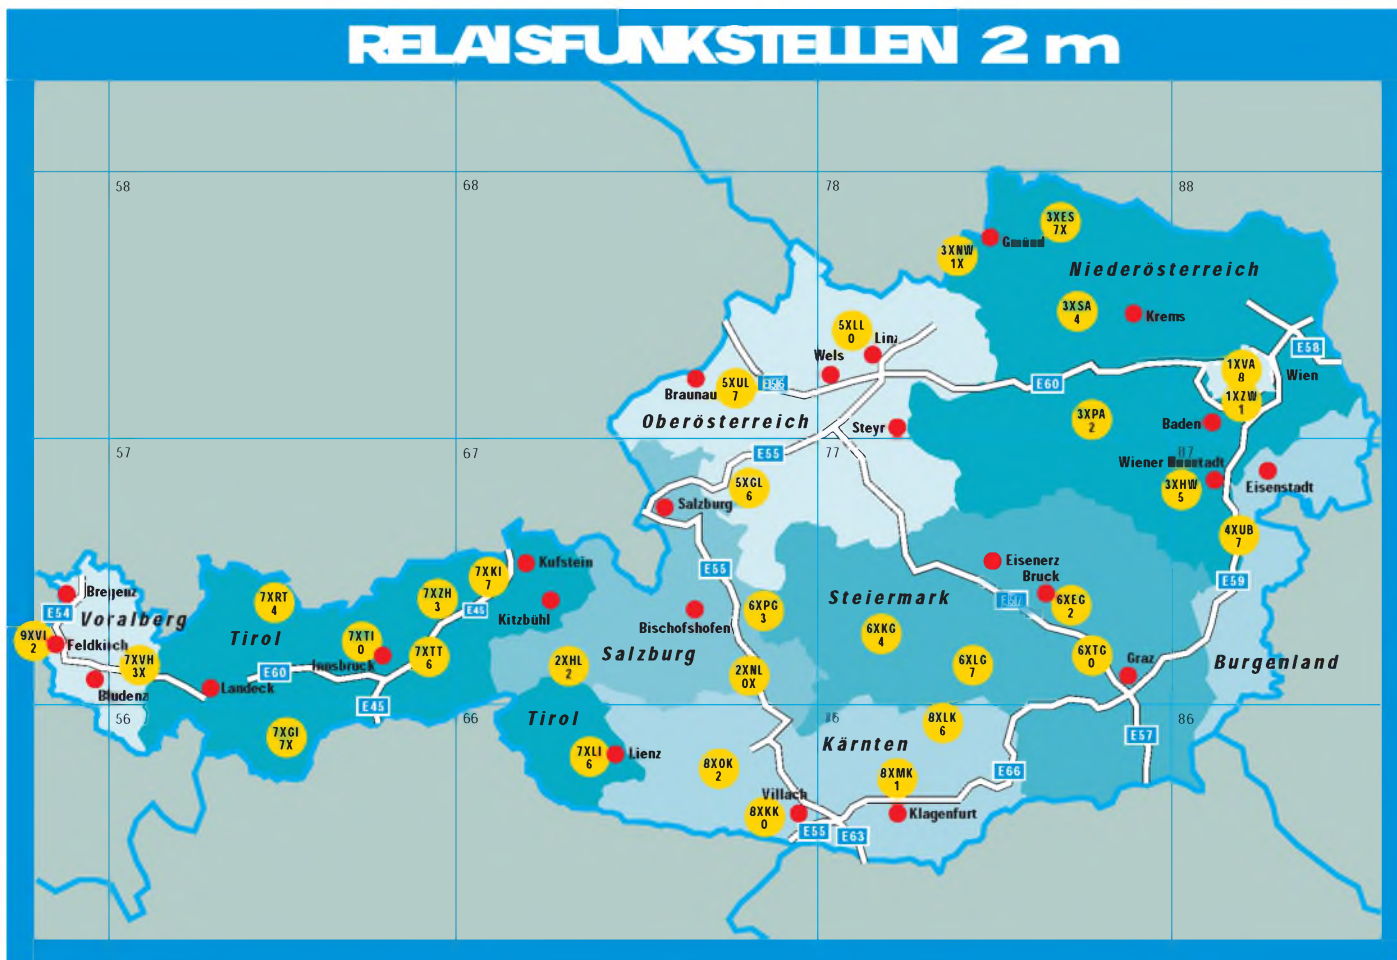 RELAISFUNKSTELLEN 2 m
58
68
78
88
3XES
7X
Gmünd
3XNW
1X
Niederösterreich
3XSA
4
Krems
5XLL
0
Linz
Wels
E58
1XVA
8
Wien
Braunau
5XUL
7
E60
1XZW
1
Oberösterreich
Steyr
3XPA
2
Baden
57
67
E55
77
87
Wiener Neustadt
5XGL
6
3XHW
5
Eisenstadt
Salzburg
4XUB
7
Kufstein
Eisenerz
7XKI
7
E55
Bruck
E59
Bregenz
E54
Voralberg
7XRT
4
7XZH
3
E45
Kitzbühl
Bischofshofen
6XPG
3
Steiermark
6XEG
2
9XVI
2
Feldkirch
Tirol
7XTI
0
Innsbruck
7XTT
6
6XKG
4
7XVH
3X
E60
2XHL
2
Salzburg
2XNL
0X
6XLG
7
6XTG
0
Graz
Burgenland
Bludenz
Landeck
E45
56
66
76
86
Tirol
7XGI
7X
8XLK
6
E57
Kärnten
7XLI
6
Lienz
8XOK
2
8XMK
1
E66
Villach
8XKK
0
Klagenfurt
E55
E63